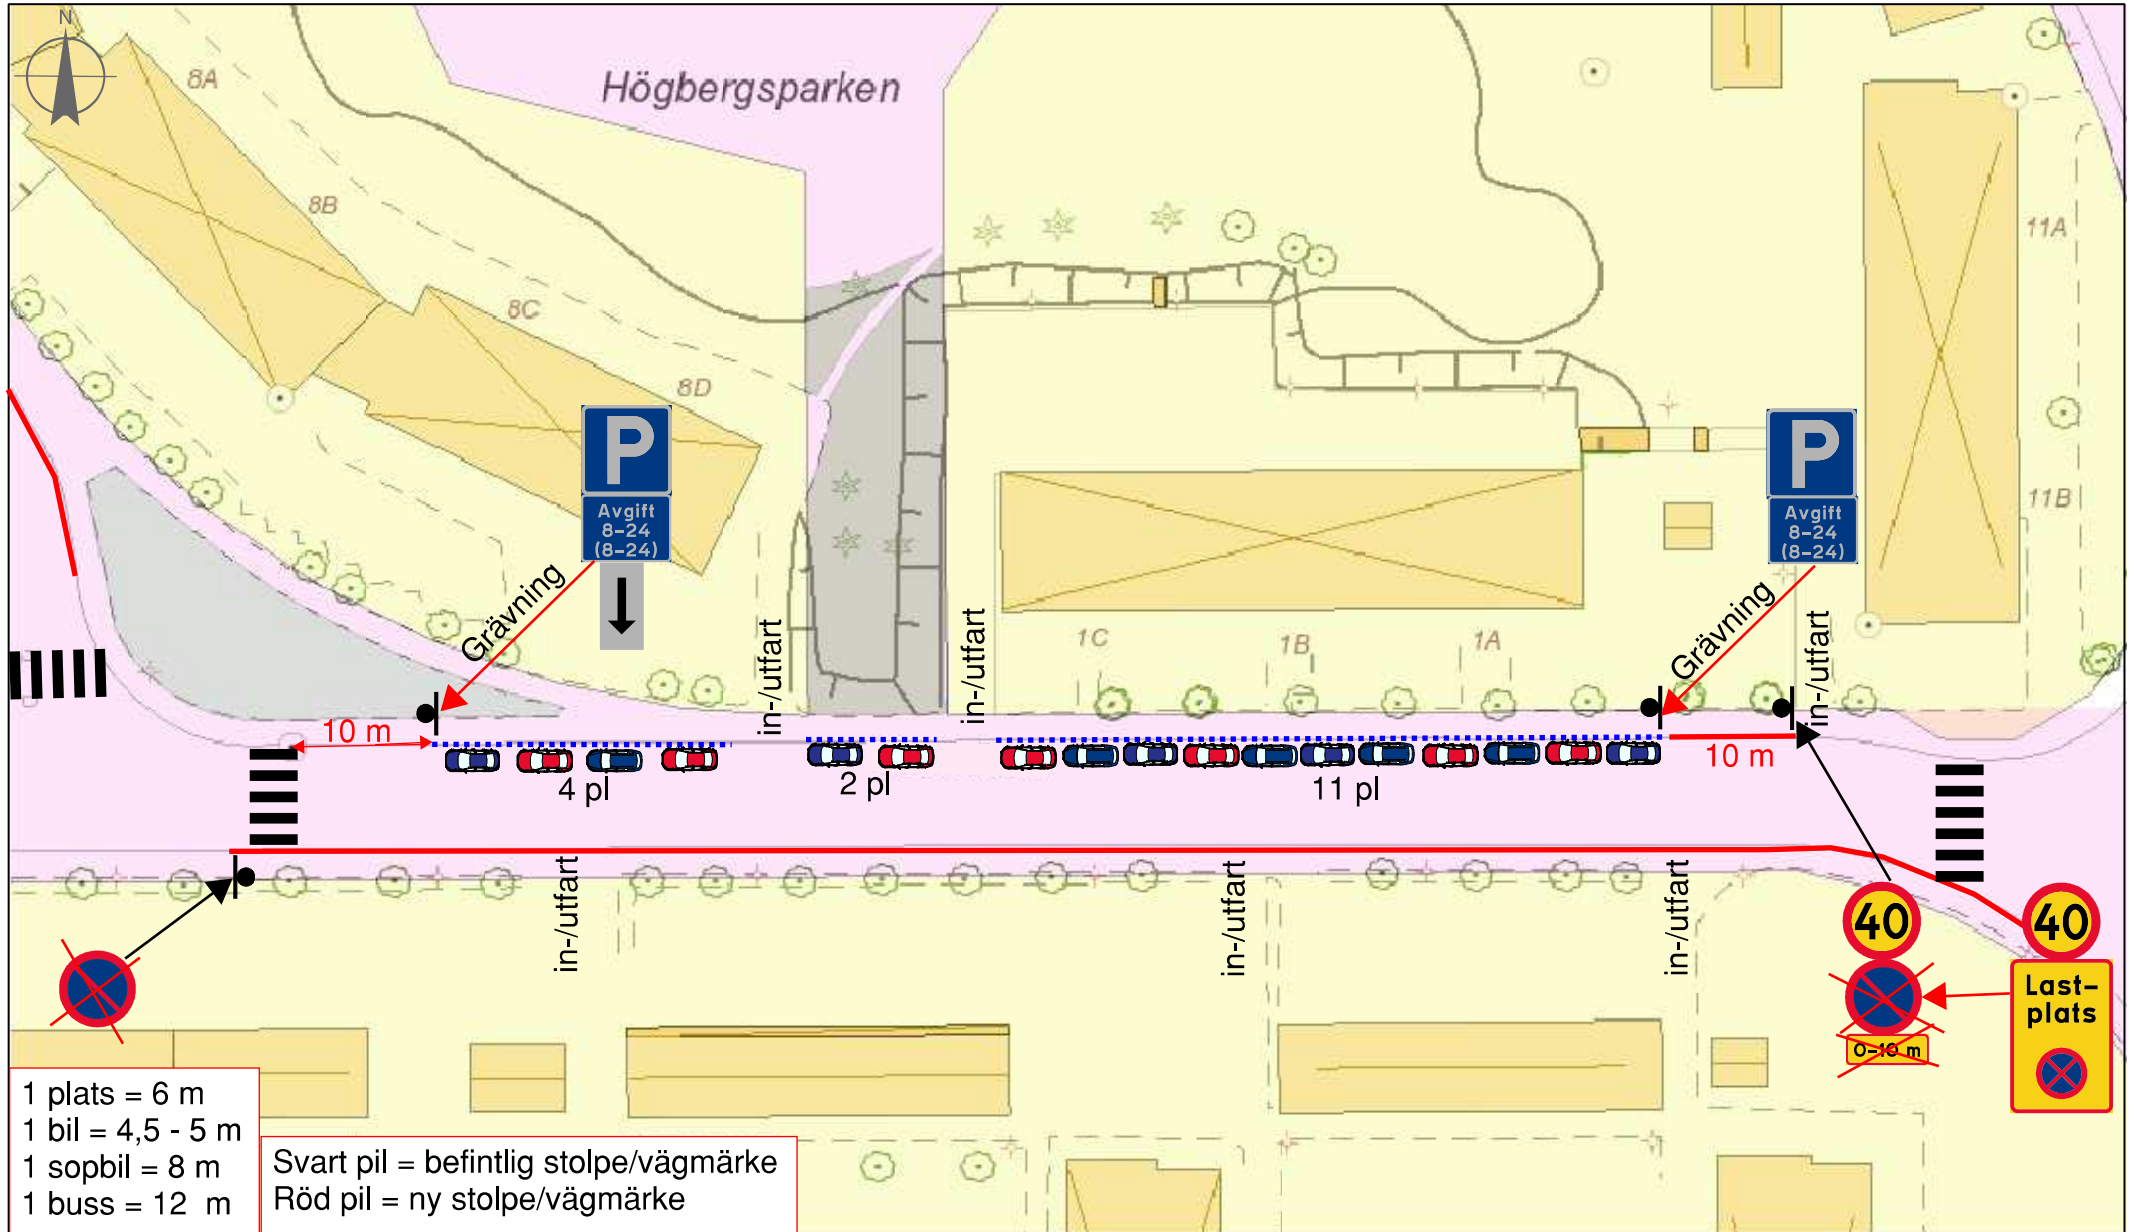 N
Högbergsparken
8A
8B
8C
8D
11A
11B
P
Avgift
8-24
(8-24)
P
Avgift
8-24
(8-24)
Grävning
Grävning
in-/utfart
in-/utfart
in-/utfart
1C
1B
1A
10 m
10 m
4 pl
2 pl
11 pl
in-/utfart
in-/utfart
in-/utfart
40
40
Last-
plats
0-10 m
1 plats = 6 m
1 bil = 4,5 - 5 m
1 sopbil = 8 m
1 buss = 12 m
Svart pil = befintlig stolpe/vägmärke
Röd pil = ny stolpe/vägmärke